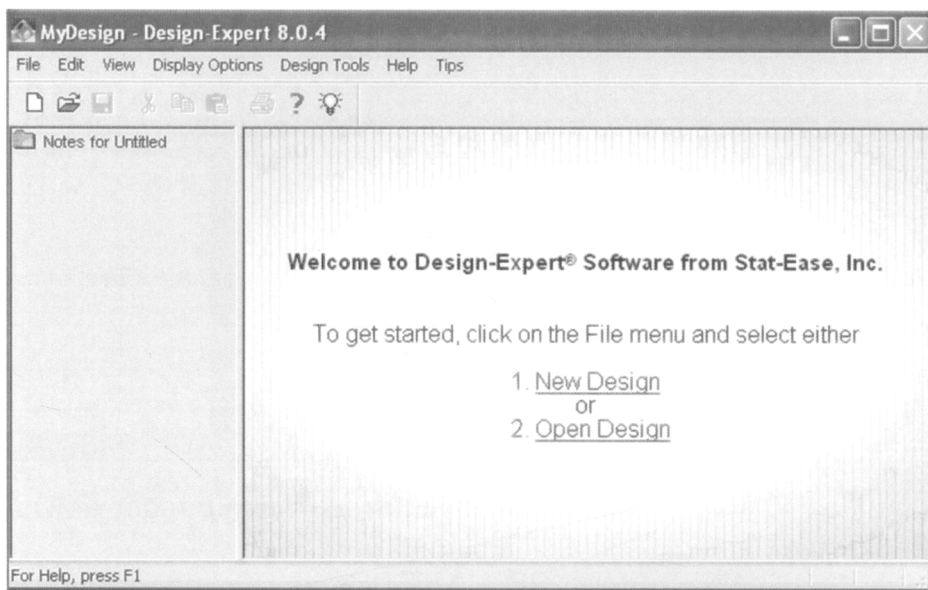 MyDesign - Design-Expert 8.0.4
File Edit View Display Options Design Tools Help Tips
?
Notes for Untitled
Welcome to Design-Expert® Software from Stat-Ease, Inc.
To get started, click on the File menu and select either
1. New Design
or
2. Open Design
For Help, press F1